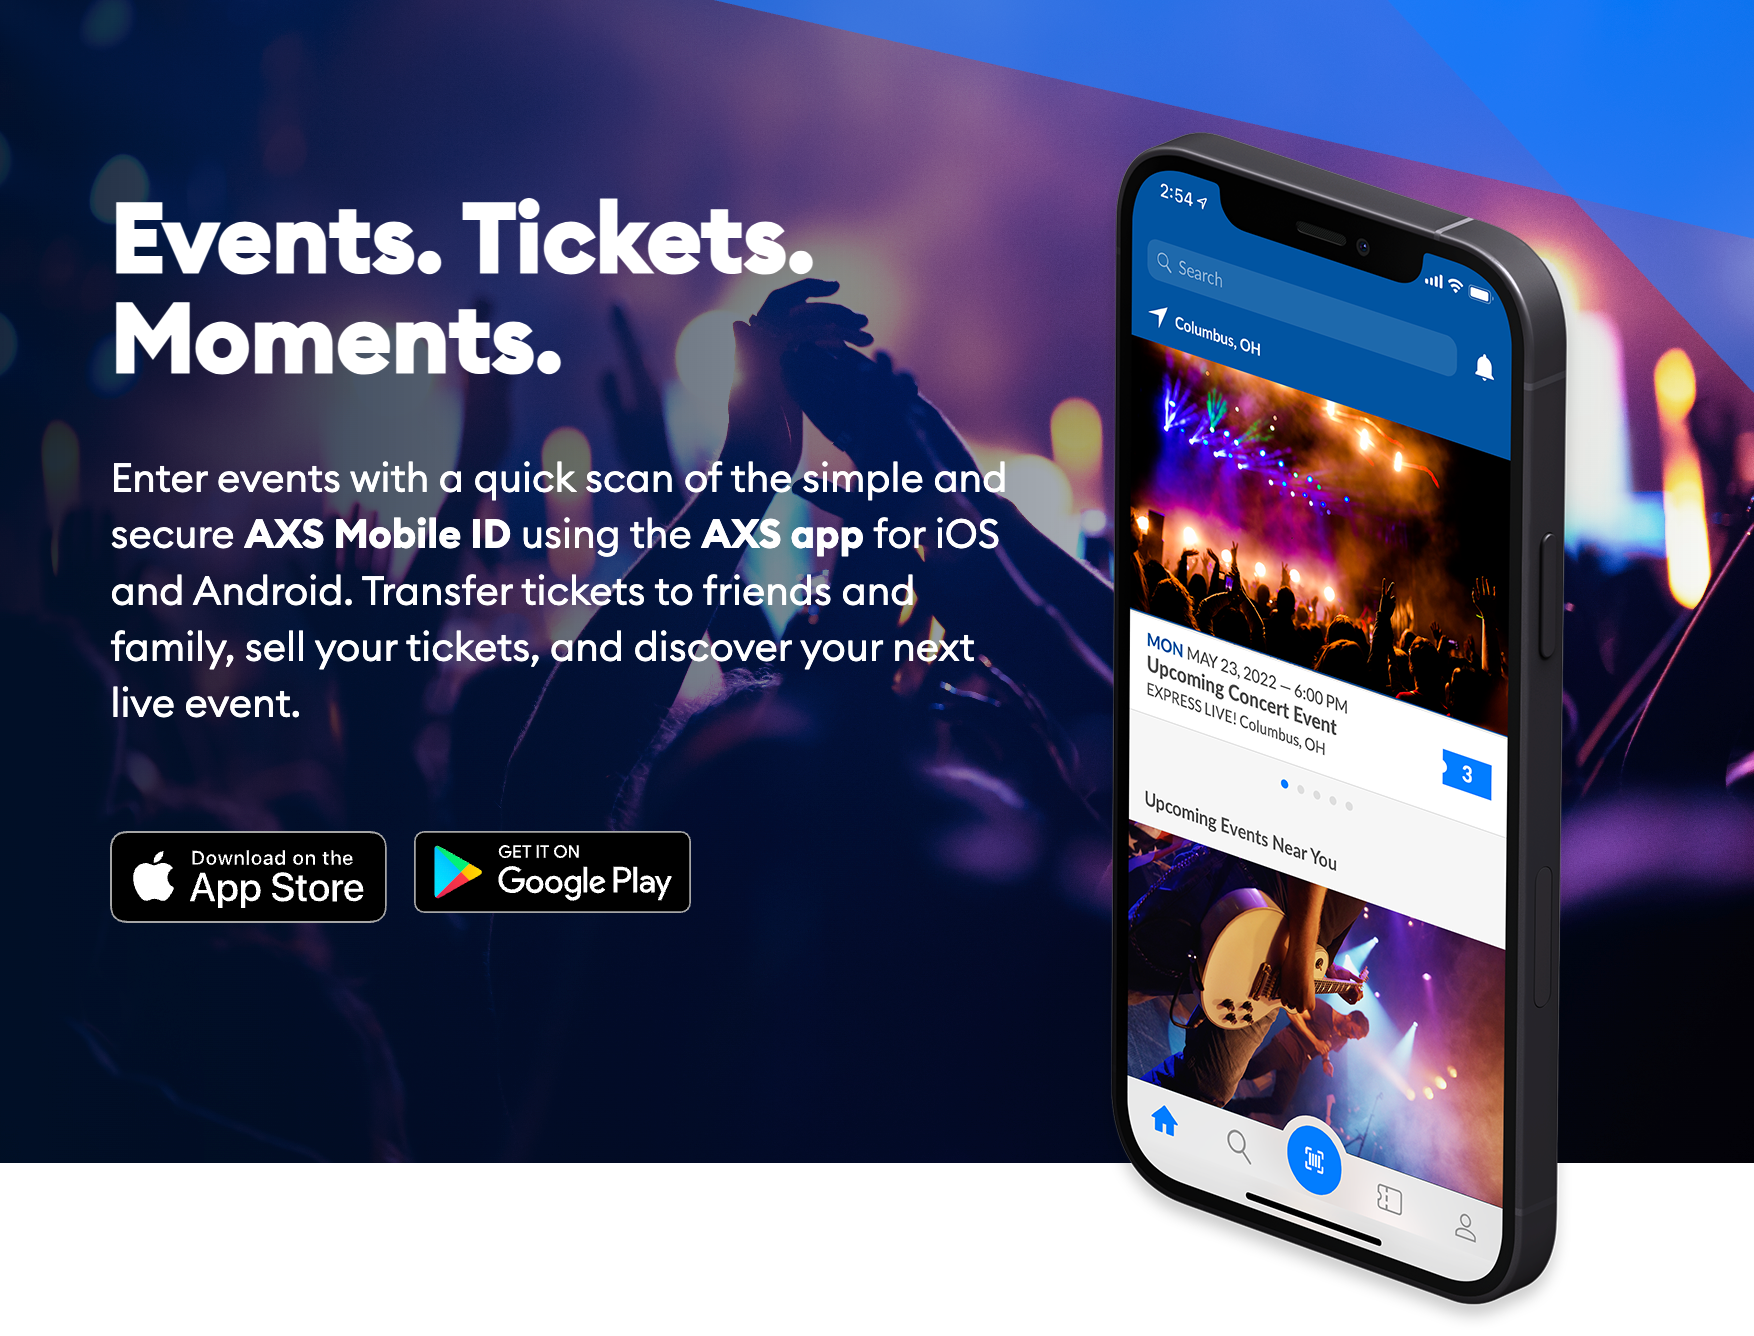 Events. Tickets.
Moments.
Enter events with a quick scan of the simple and
secure AXS Mobile ID using the AXS app for iOS
and Android. Transfer tickets to friends and
family, sell your tickets, and discover your next
live event.
Download on the
App Store
GET IT ON
Google Play
2:54
Search
Columbus, OH
MON MAY 23, 2022 – 6:00 PM
Upcoming Concert Event
EXPRESS LIVE! Columbus, OH
3
Upcoming Events Near You